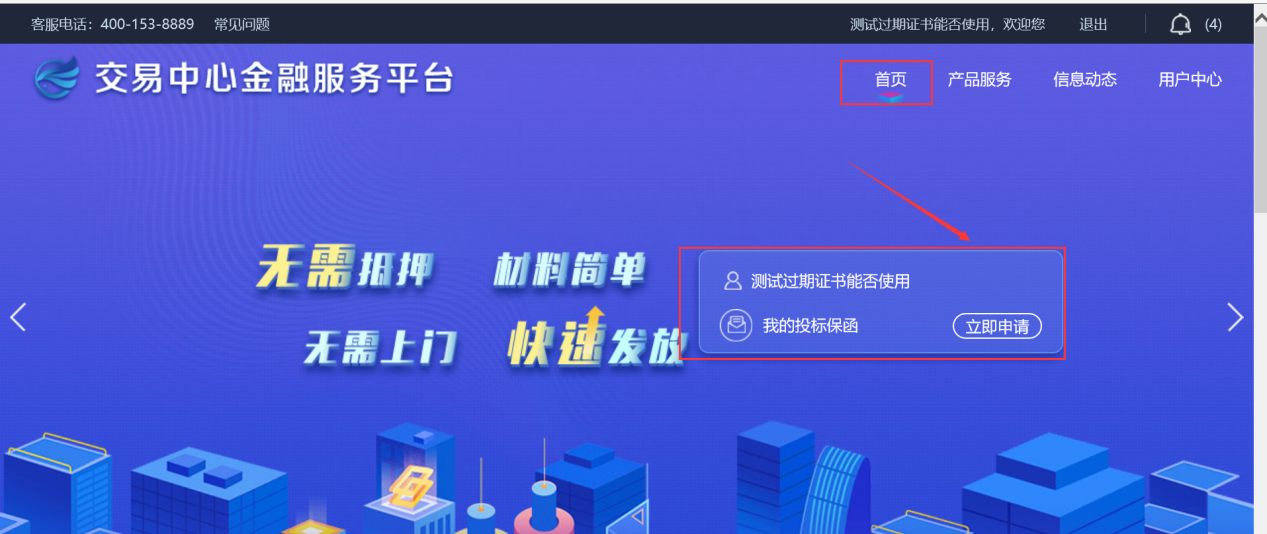 客服电话：400-153-8889 常见问题 测试过期证书能否使用，欢迎您 退出 (4)
交易中心金融服务平台 首页 产品服务 信息动态 用户中心
无需抵押 材料简单
无需上门 快速发放
测试过期证书能否使用
我的投标保函 立即申请